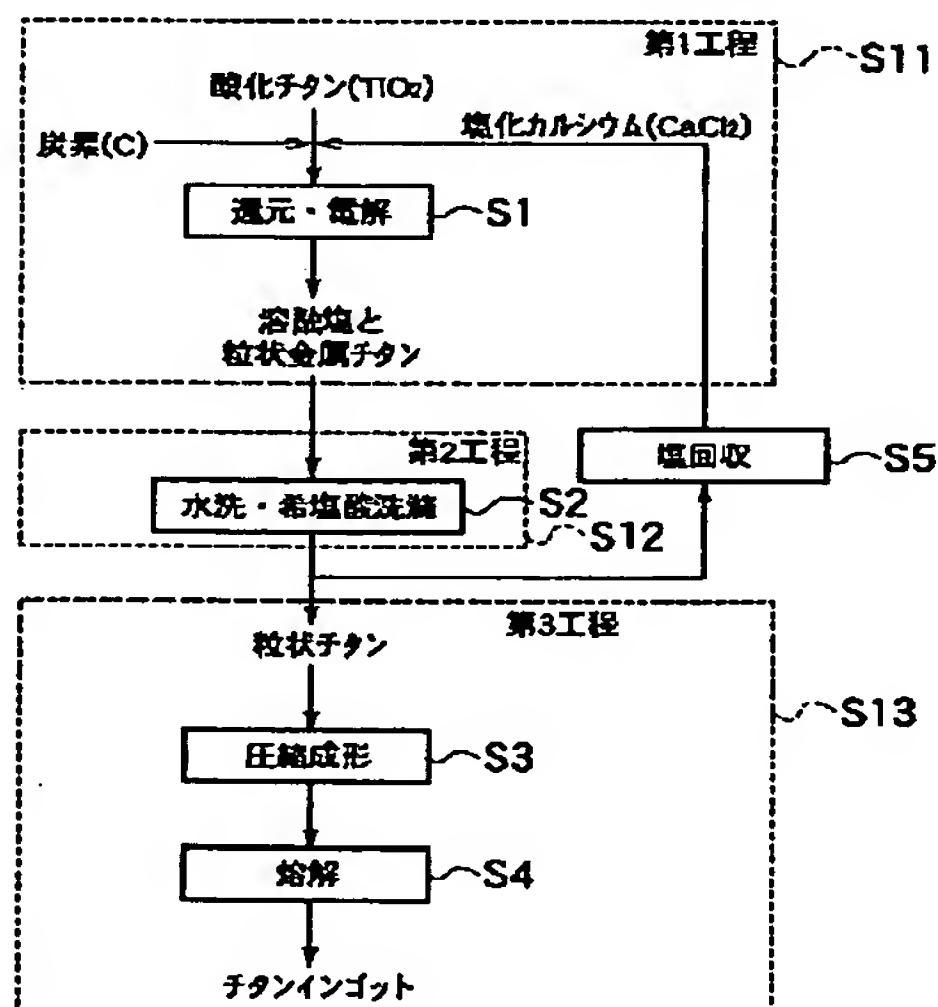 第1工程
S11
酸化チタン(TiO₂)
炭素(C)
塩化カルシウム(CaCl₂)
還元・電解
S1
溶融塩と
粒状金属チタン
第2工程
塩回収
S5
水洗・希塩酸洗滌
S2
S12
第3工程
粒状チタン
S13
圧縮成形
S3
熔解
S4
チタンインゴット